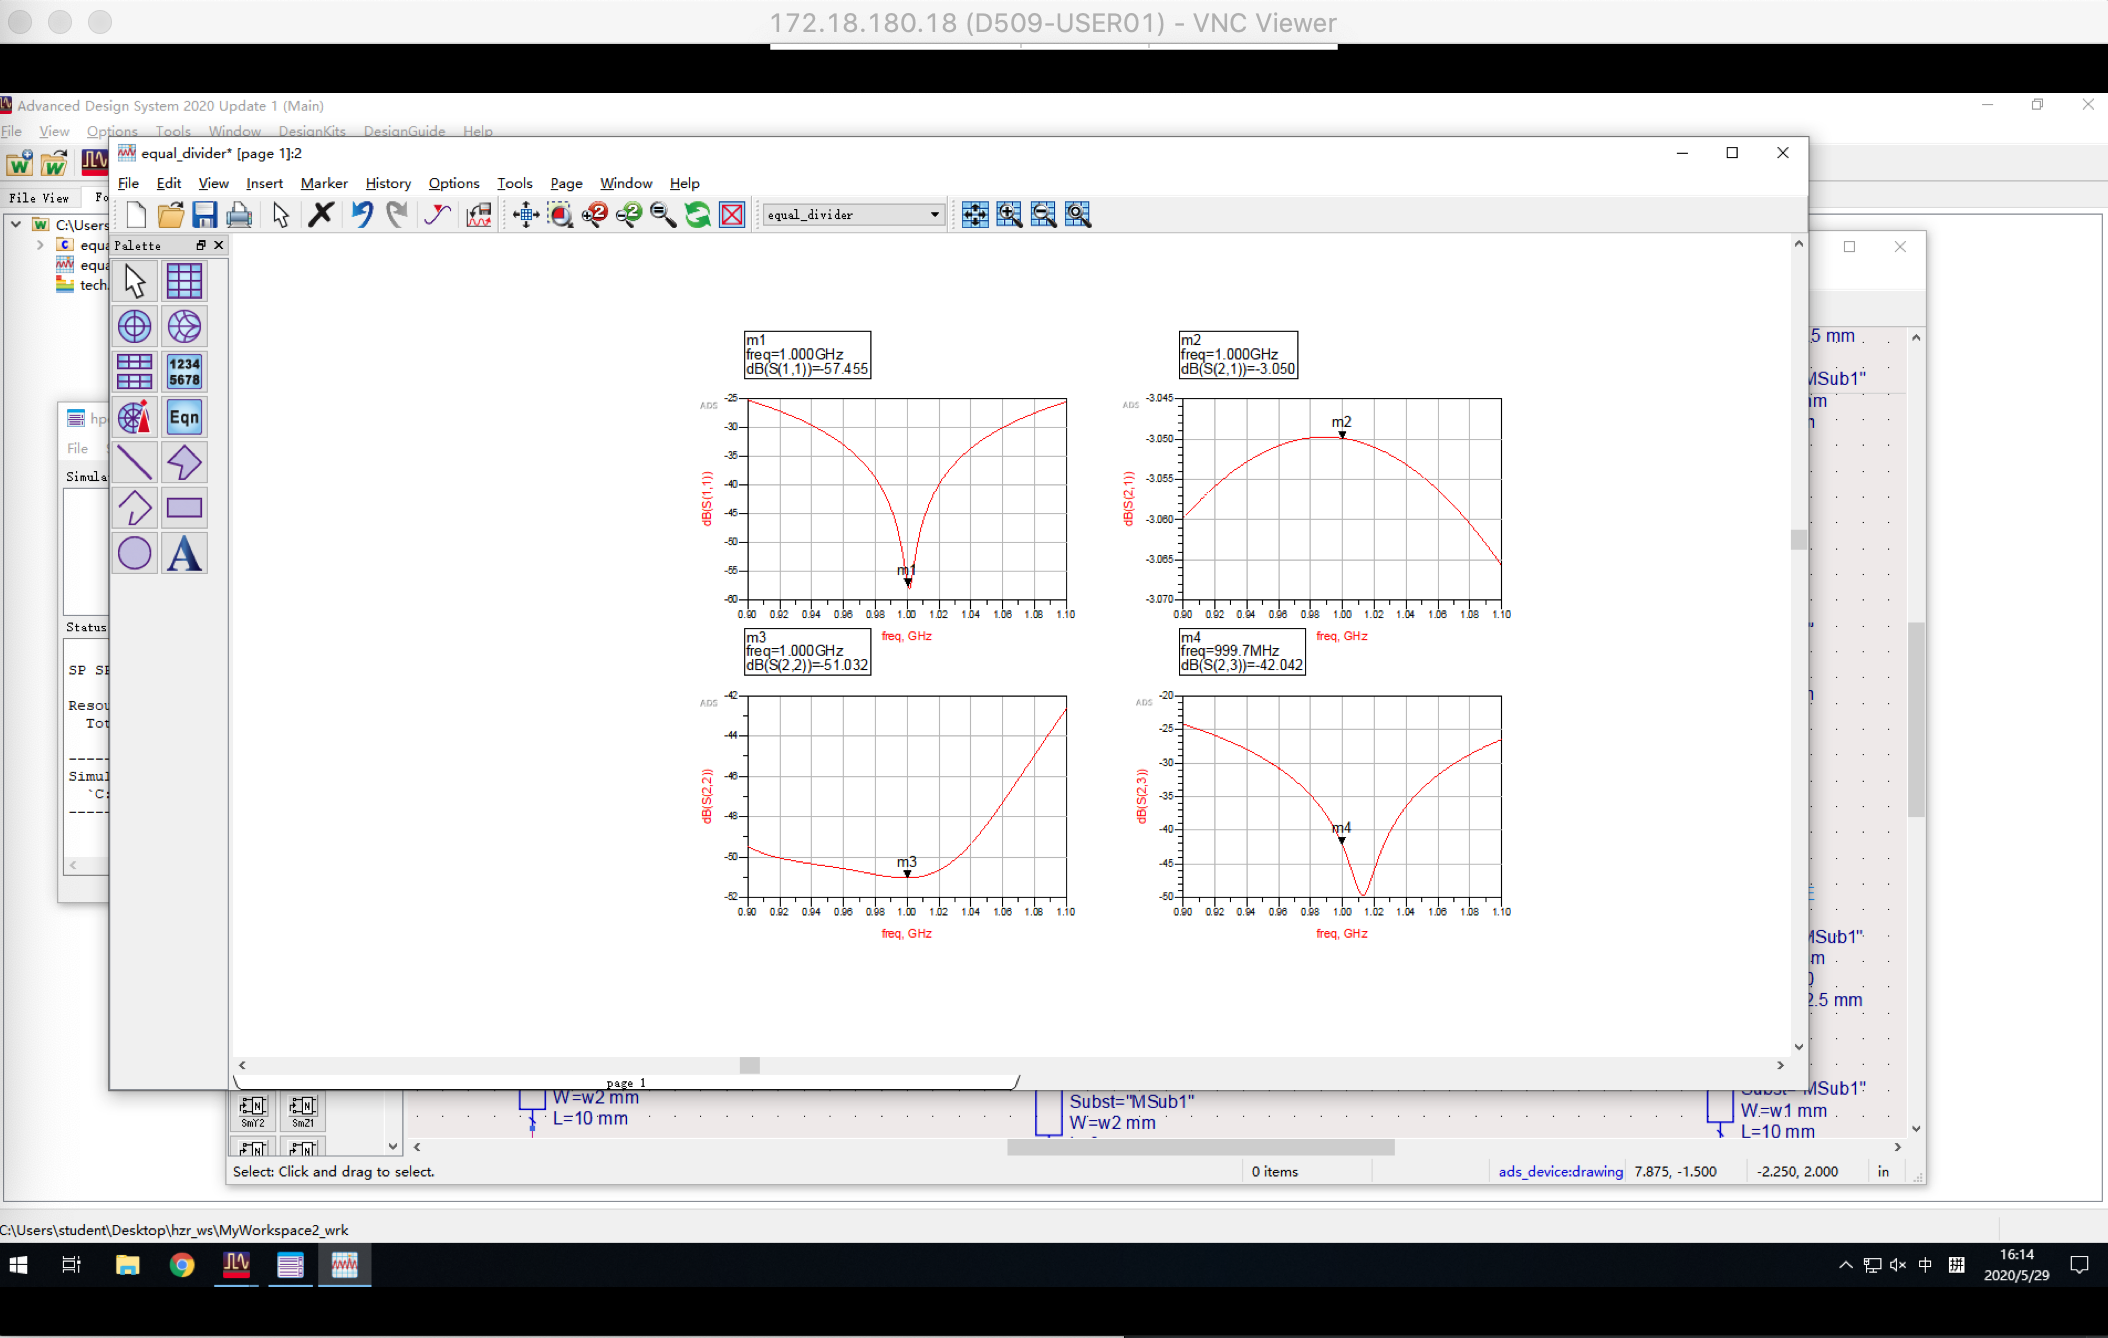 172.18.180.18 (D509-USER01) - VNC Viewer
Advanced Design System 2020 Update 1 (Main)
File View Options Tools Window DesignKits DesignGuide Help
equal_divider* [page 1]:2
File Edit View Insert Marker History Options Tools Page Window Help
equal_divider
File View Fo
C:\Users
equa
equa
tech.
Palette
1234
5678
Eqn
hp
File
Simula
Status
SP SE
Resou
Tot
Simul
`C:
m1
freq=1.000GHz
dB(S(1,1))=-57.455
ADS
dB(S(1,1))
-25
-30
-35
-40
-45
-50
-55
-60
m1
0.90 0.92 0.94 0.96 0.98 1.00 1.02 1.04 1.06 1.08 1.10
freq, GHz
m2
freq=1.000GHz
dB(S(2,1))=-3.050
ADS
dB(S(2,1))
-3.045
-3.050
-3.055
-3.060
-3.065
-3.070
m2
0.90 0.92 0.94 0.96 0.98 1.00 1.02 1.04 1.06 1.08 1.10
freq, GHz
m3
freq=1.000GHz
dB(S(2,2))=-51.032
ADS
dB(S(2,2))
-42
-44
-46
-48
-50
-52
m3
0.90 0.92 0.94 0.96 0.98 1.00 1.02 1.04 1.06 1.08 1.10
freq, GHz
m4
freq=999.7MHz
dB(S(2,3))=-42.042
ADS
dB(S(2,3))
-20
-25
-30
-35
-40
-45
-50
m4
0.90 0.92 0.94 0.96 0.98 1.00 1.02 1.04 1.06 1.08 1.10
freq, GHz
5 mm
MSub1"
m
MSub1"
m
2.5 mm
page 1
SmY2 SmZ1
W=w2 mm
L=10 mm
Subst="MSub1"
W=w2 mm
Subst="MSub1"
W=w1 mm
L=10 mm
Select: Click and drag to select.
0 items
ads_device:drawing 7.875, -1.500 -2.250, 2.000 in
C:\Users\student\Desktop\hzr_ws\MyWorkspace2_wrk
中 拼
16:14
2020/5/29